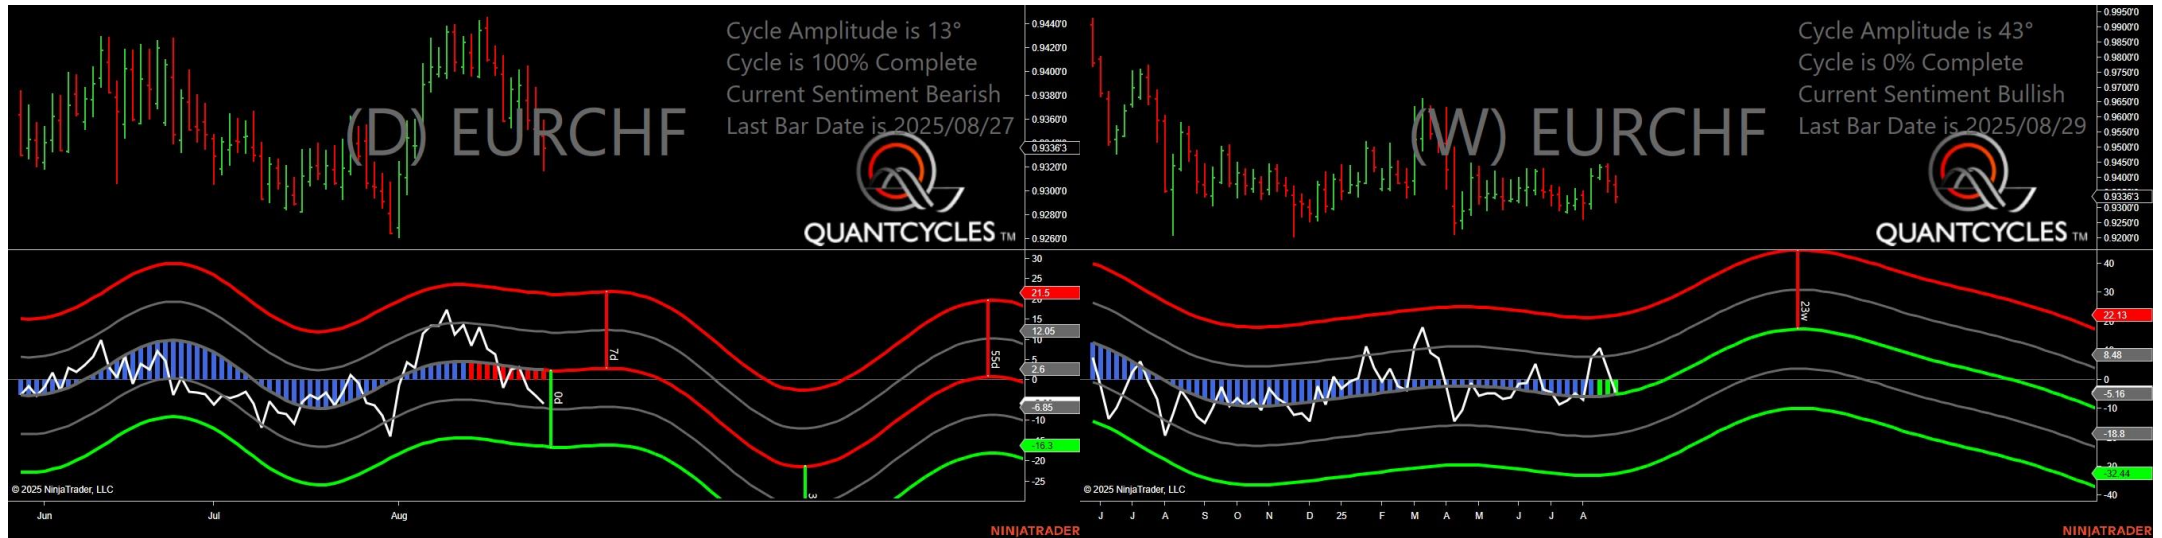 Cycle Amplitude is 13°
Cycle is 100% Complete
Current Sentiment Bearish
Last Bar Date is 2025/08/27
(D) EURCHF
QUANTCYCLES TM
0.9440'0
0.9420'0
0.9400'0
0.9380'0
0.9360'0
0.9336'3
0.9320'0
0.9300'0
0.9280'0
0.9260'0
30
25
21.5
15
12.05
10
5
2.6
0
-6.85
-10
-16.3
-20
-25
7d
0d
55d
3
© 2025 NinjaTrader, LLC
Jun Jul Aug
NINJATRADER
Cycle Amplitude is 43°
Cycle is 0% Complete
Current Sentiment Bullish
Last Bar Date is 2025/08/29
(W) EURCHF
QUANTCYCLES TM
0.9950'0
0.9900'0
0.9850'0
0.9800'0
0.9750'0
0.9700'0
0.9650'0
0.9600'0
0.9550'0
0.9500'0
0.9450'0
0.9400'0
0.9336'3
0.9300'0
0.9250'0
0.9200'0
40
30
22.13
8.48
0
-5.16
-10
-18.8
-32.44
-40
23w
© 2025 NinjaTrader, LLC
J J A S O N D 25 F M A M J J A
NINJATRADER